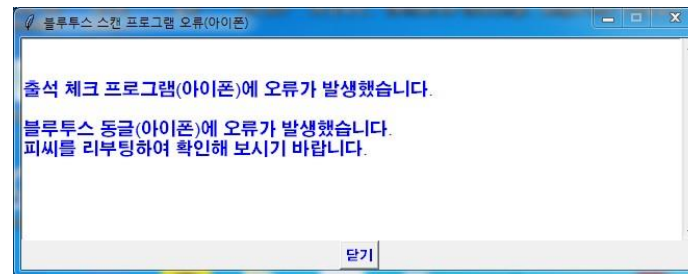 블루투스 스캔 프로그램 오류(아이폰)
출석 체크 프로그램(아이폰)에 오류가 발생했습니다.
블루투스 동글(아이폰)에 오류가 발생했습니다.
피씨를 리부팅하여 확인해 보시기 바랍니다.
닫기